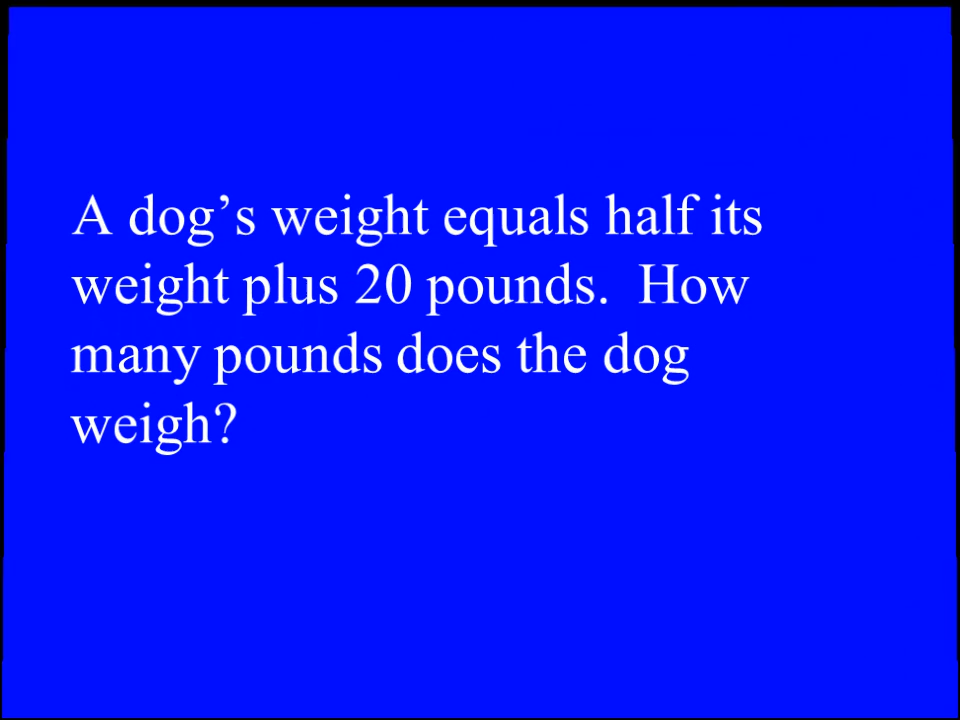 A dog’s weight equals half its
weight plus 20 pounds.  How
many pounds does the dog
weigh?